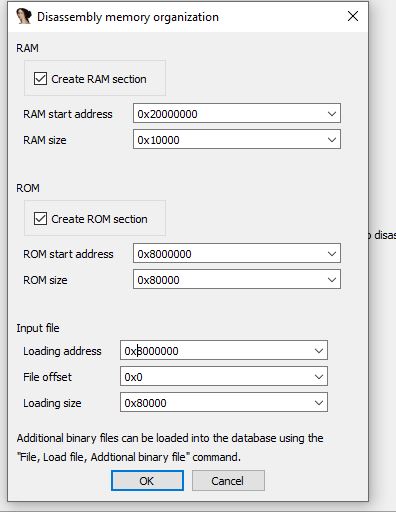 Disassembly memory organization
RAM
Create RAM section
RAM start address 0x20000000
RAM size 0x10000
ROM
Create ROM section
ROM start address 0x8000000
ROM size 0x80000
Input file
Loading address 0x8000000
File offset 0x0
Loading size 0x80000
Additional binary files can be loaded into the database using the
"File, Load file, Addtional binary file" command.
OK Cancel
o disas